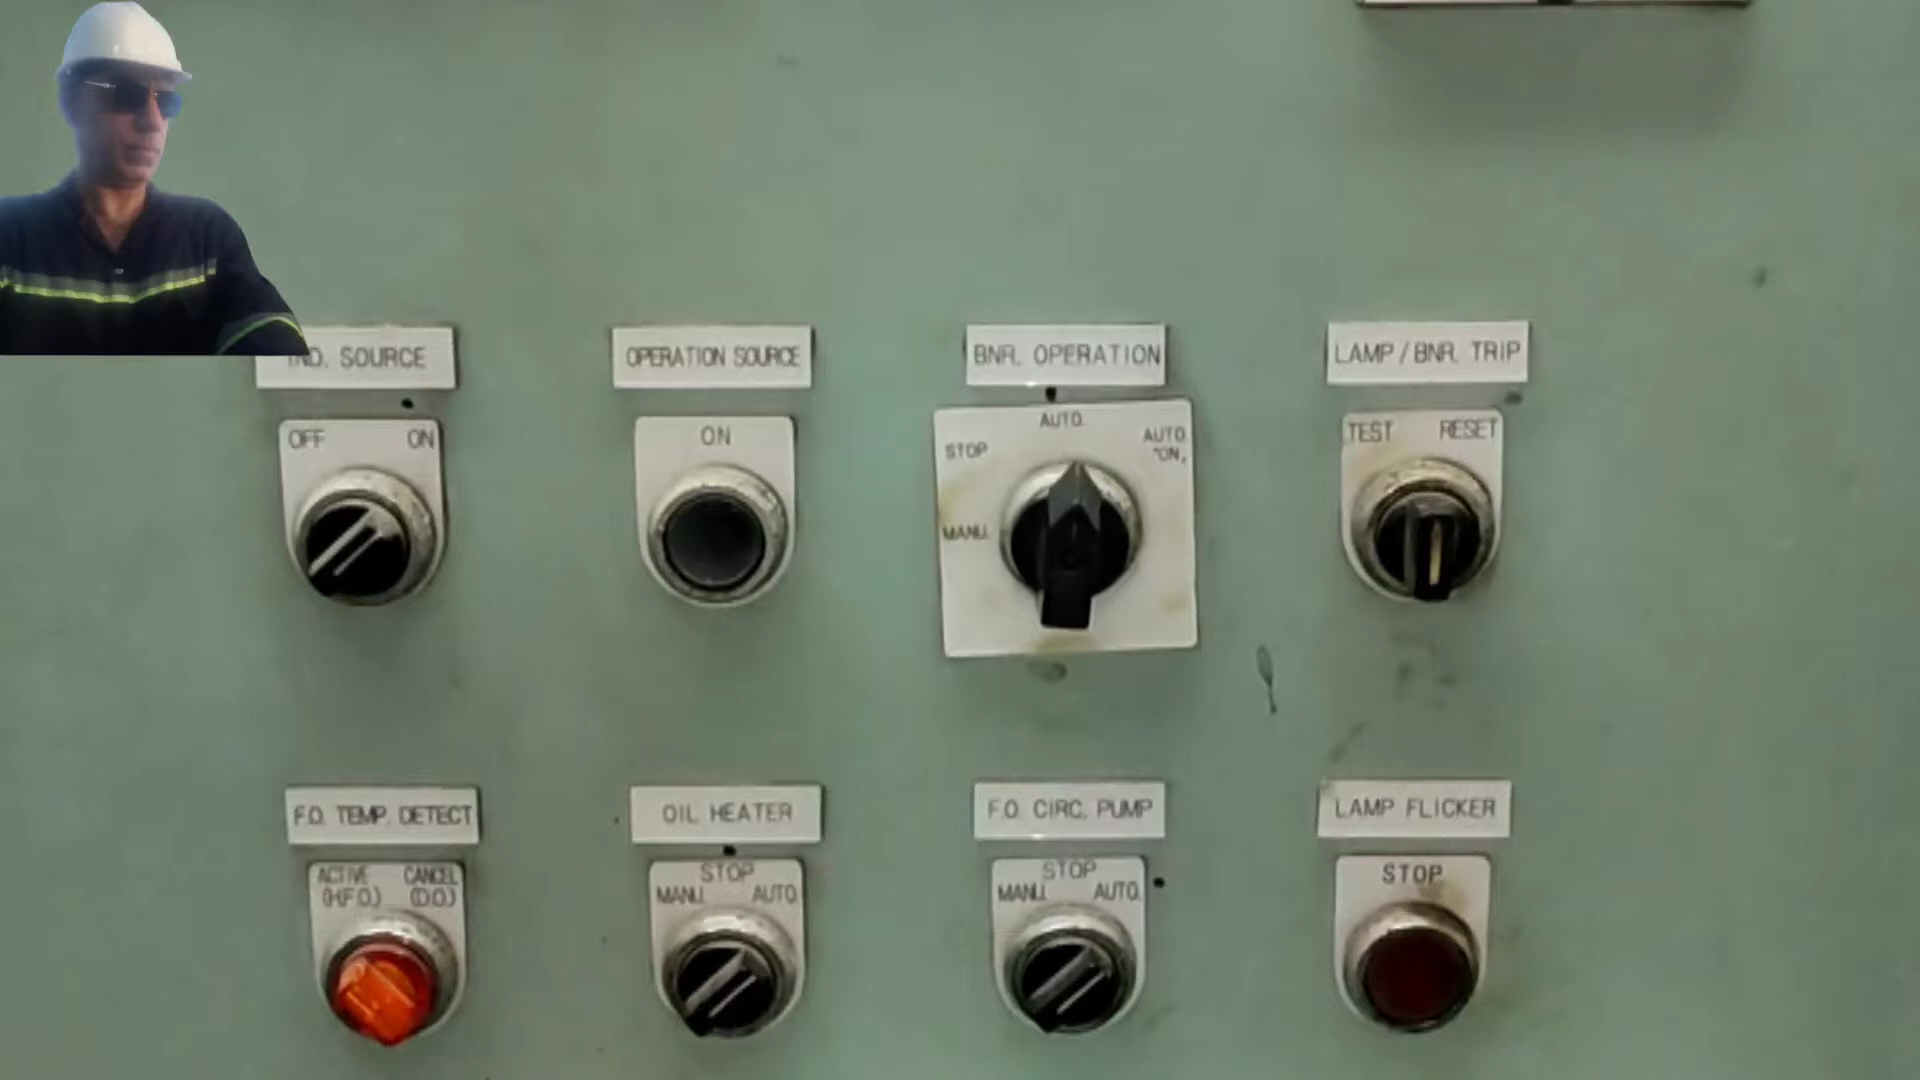 SOURCE
OPERATION SOURCE
BNR. OPERATION
LAMP / BNR. TRIP
OFF ON
ON
STOP AUTO. AUTO. "ON"
MANU.
TEST RESET
F.O. TEMP. DETECT
OIL HEATER
F.O. CIRC. PUMP
LAMP FLICKER
ACTIVE CANCEL
(H.F.O.) (D.O.)
STOP
MANU. AUTO.
STOP
MANU. AUTO.
STOP